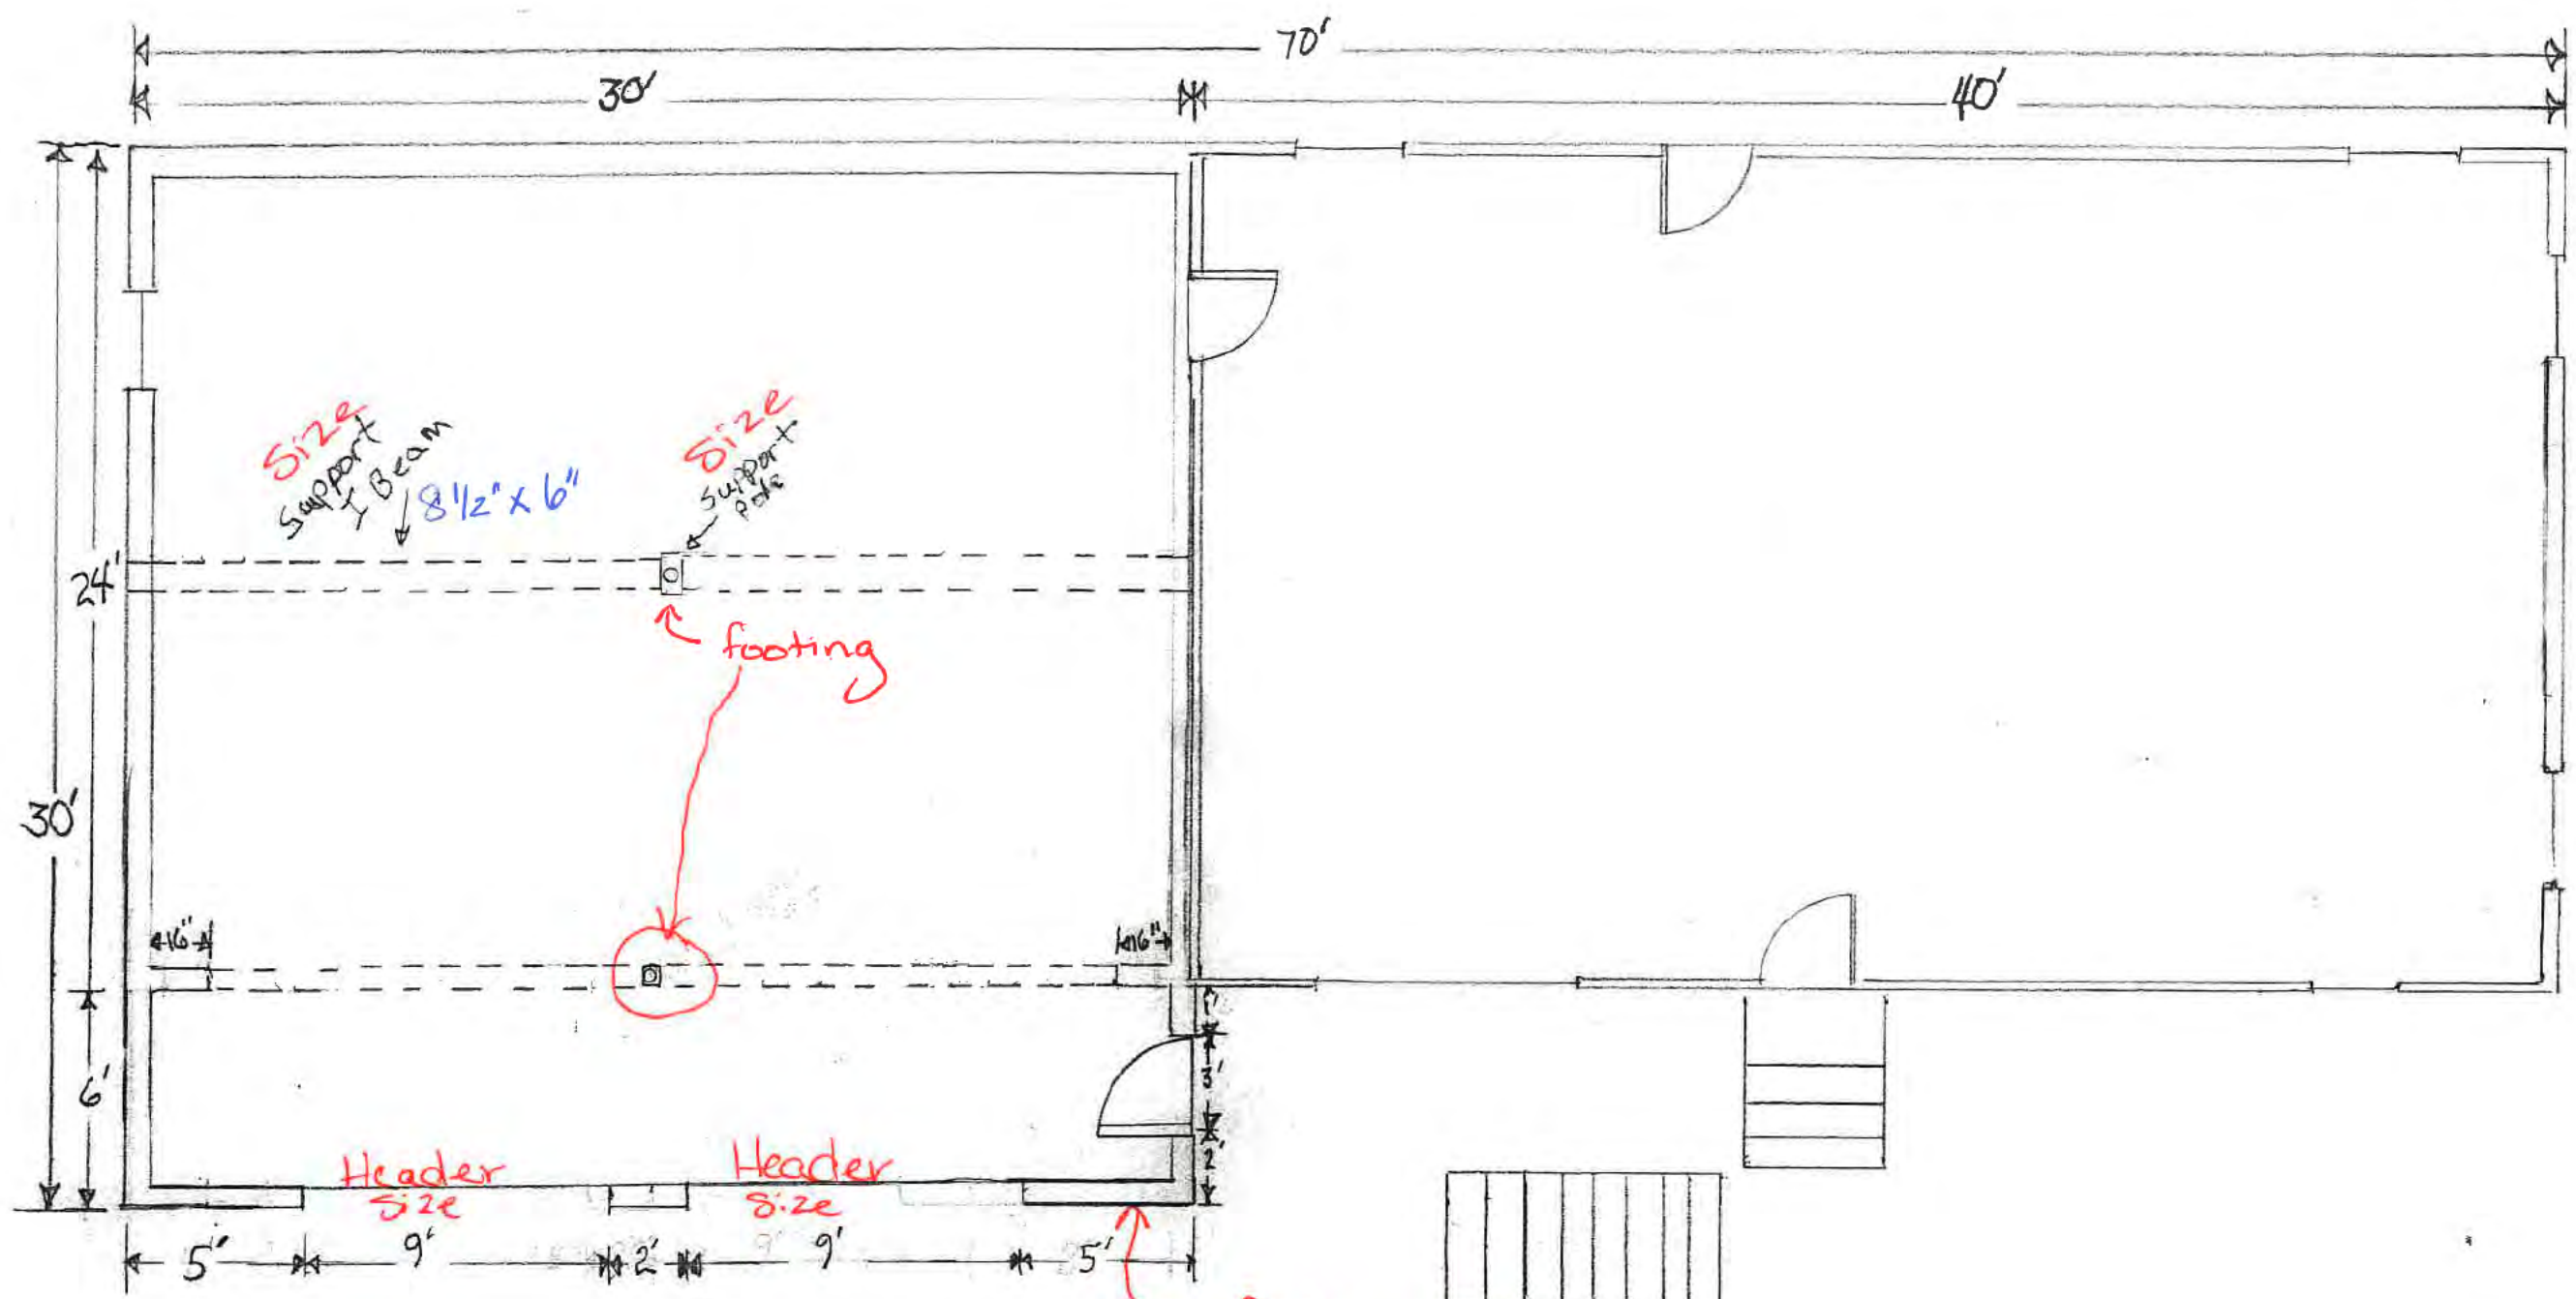 70'
30'
40'
Size
Support
I Beam
8 1/2" x 6"
Size
Support
24'
footing
30'
16"
16"
1'
6'
3'
2'
Header
Size
Header
Size
5'
9'
2'
9'
5'